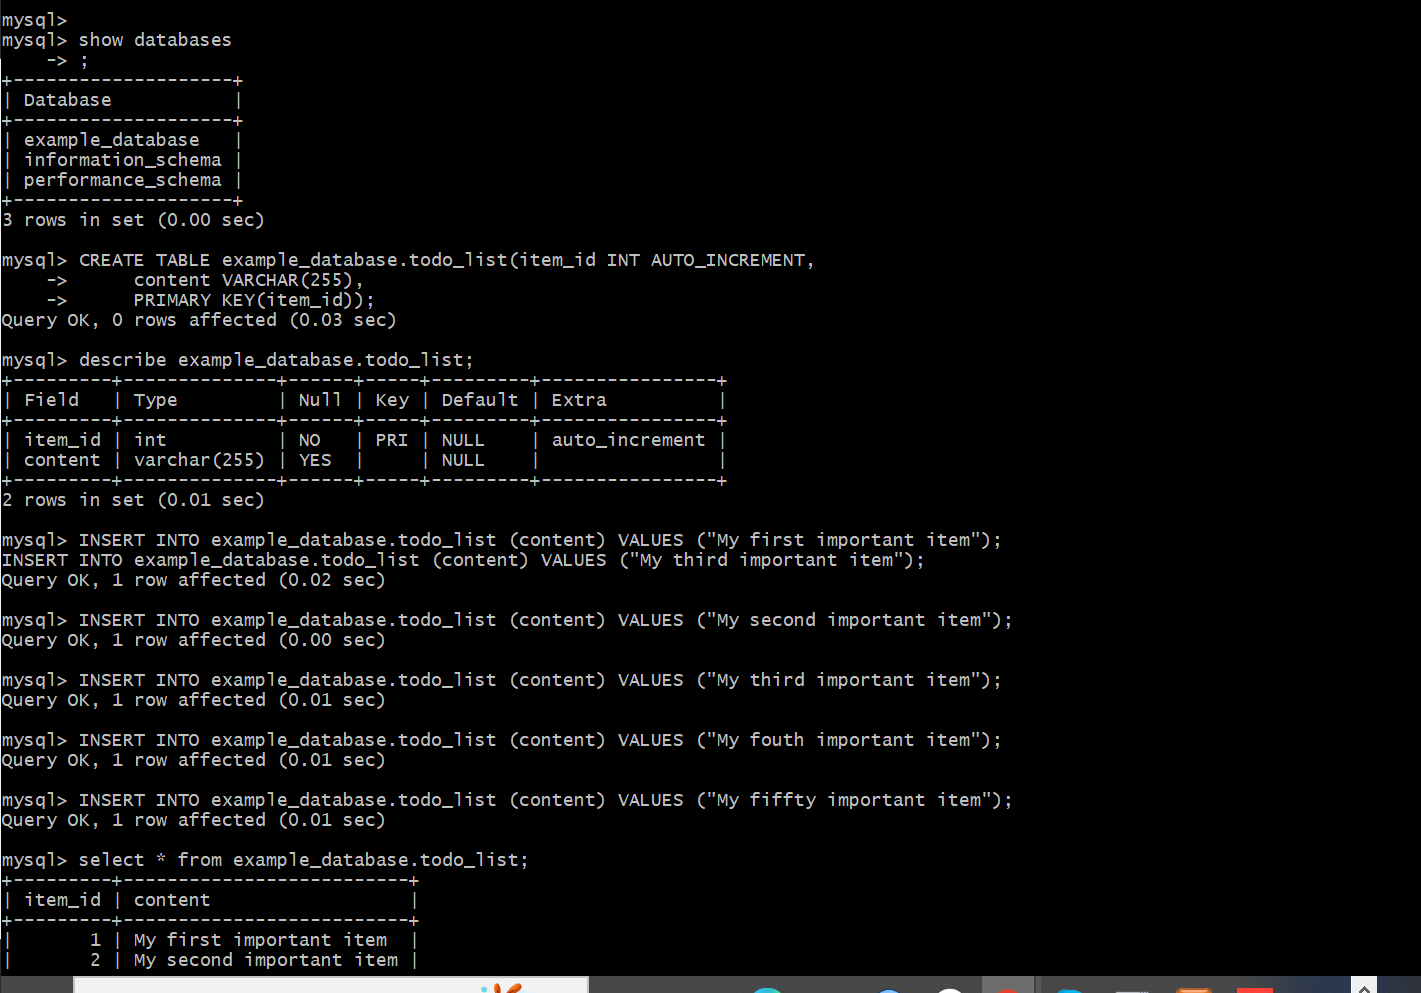 mysql>
mysql> show databases
    -> ;
+--------------------+
| Database           |
+--------------------+
| example_database   |
| information_schema |
| performance_schema |
+--------------------+
3 rows in set (0.00 sec)
mysql> CREATE TABLE example_database.todo_list(item_id INT AUTO_INCREMENT,
    ->      content VARCHAR(255),
    ->      PRIMARY KEY(item_id));
Query OK, 0 rows affected (0.03 sec)
mysql> describe example_database.todo_list;
+---------+--------------+------+-----+---------+----------------+
| Field   | Type         | Null | Key | Default | Extra          |
+---------+--------------+------+-----+---------+----------------+
| item_id | int          | NO   | PRI | NULL    | auto_increment |
| content | varchar(255) | YES  |     | NULL    |                |
+---------+--------------+------+-----+---------+----------------+
2 rows in set (0.01 sec)
mysql> INSERT INTO example_database.todo_list (content) VALUES ("My first important item");
INSERT INTO example_database.todo_list (content) VALUES ("My third important item");
Query OK, 1 row affected (0.02 sec)
mysql> INSERT INTO example_database.todo_list (content) VALUES ("My second important item");
Query OK, 1 row affected (0.00 sec)
mysql> INSERT INTO example_database.todo_list (content) VALUES ("My third important item");
Query OK, 1 row affected (0.01 sec)
mysql> INSERT INTO example_database.todo_list (content) VALUES ("My fouth important item");
Query OK, 1 row affected (0.01 sec)
mysql> INSERT INTO example_database.todo_list (content) VALUES ("My fiffty important item");
Query OK, 1 row affected (0.01 sec)
mysql> select * from example_database.todo_list;
+---------+--------------------------+
| item_id | content                  |
+---------+--------------------------+
|       1 | My first important item  |
|       2 | My second important item |